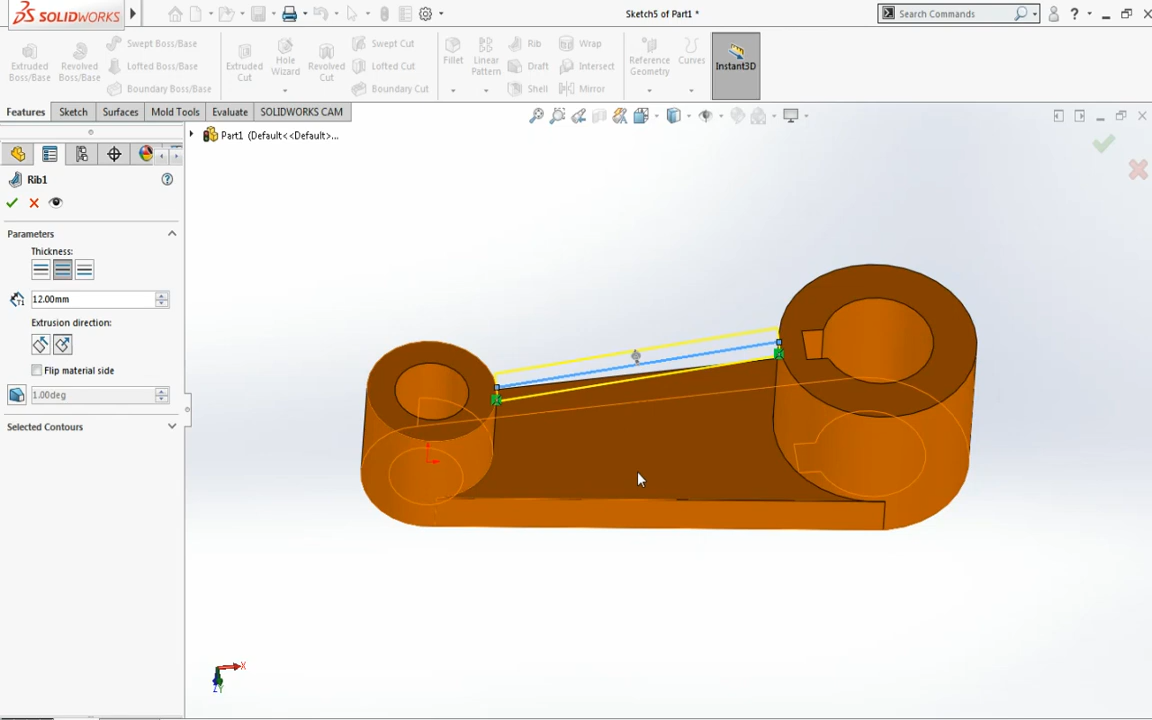 SOLIDWORKS
Sketch5 of Part1 *
Search Commands
Extruded Boss/Base
Revolved Boss/Base
Swept Boss/Base
Lofted Boss/Base
Boundary Boss/Base
Extruded Cut
Hole Wizard
Revolved Cut
Swept Cut
Lofted Cut
Boundary Cut
Fillet
Linear Pattern
Rib
Draft
Shell
Wrap
Intersect
Mirror
Reference Geometry
Curves
Instant3D
Features
Sketch
Surfaces
Mold Tools
Evaluate
SOLIDWORKS CAM
Part1 (Default<<Default>...
Rib1
Parameters
Thickness:
12.00mm
Extrusion direction:
Flip material side
1.00deg
Selected Contours
X
Y